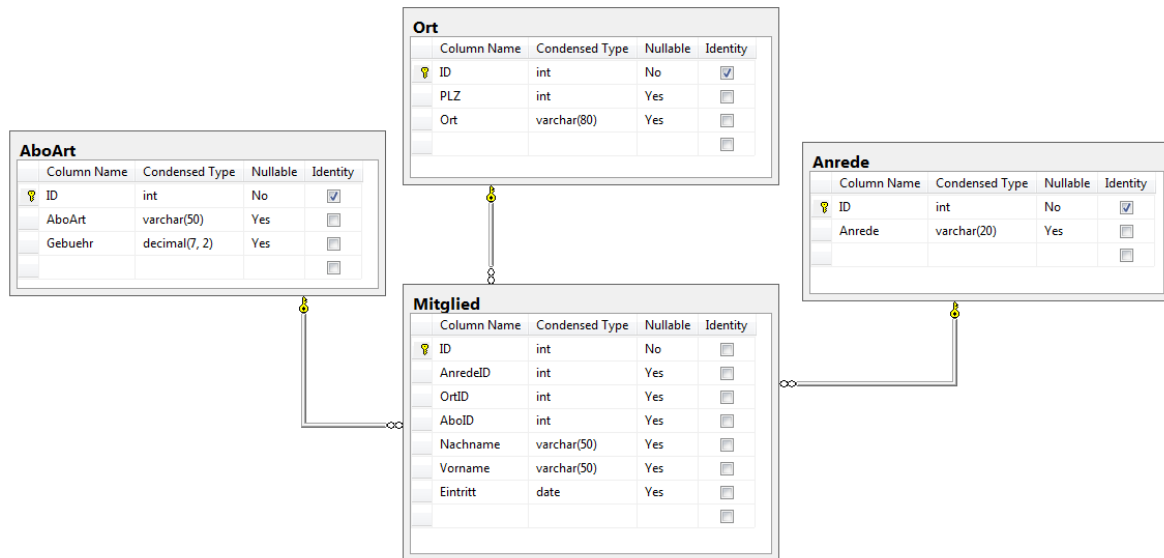 Ort
Column Name Condensed Type Nullable Identity
ID int No
PLZ int Yes
Ort varchar(80) Yes
AboArt
Column Name Condensed Type Nullable Identity
ID int No
AboArt varchar(50) Yes
Gebuehr decimal(7, 2) Yes
Anrede
Column Name Condensed Type Nullable Identity
ID int No
Anrede varchar(20) Yes
Mitglied
Column Name Condensed Type Nullable Identity
ID int No
AnredeID int Yes
OrtID int Yes
AboID int Yes
Nachname varchar(50) Yes
Vorname varchar(50) Yes
Eintritt date Yes